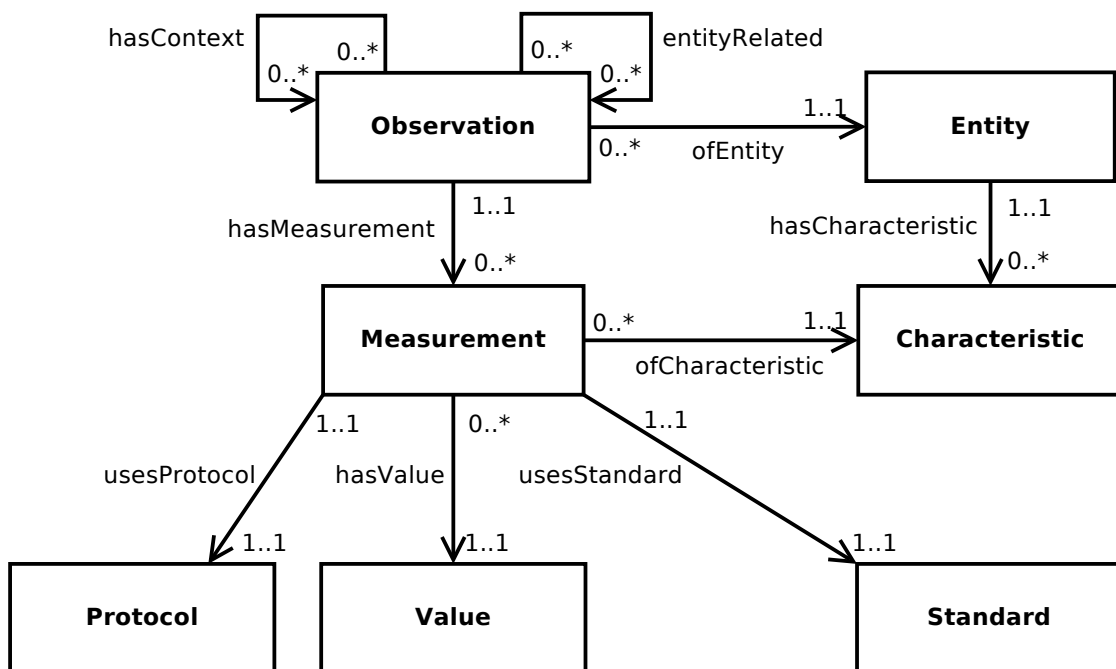 hasContext
0..*
0..*
entityRelated
0..*
0..*
Observation
0..*
1..1
ofEntity
Entity
1..1
hasMeasurement
0..*
1..1
hasCharacteristic
0..*
Measurement
0..*
1..1
ofCharacteristic
Characteristic
1..1
usesProtocol
1..1
0..*
hasValue
1..1
1..1
usesStandard
1..1
Protocol
Value
Standard